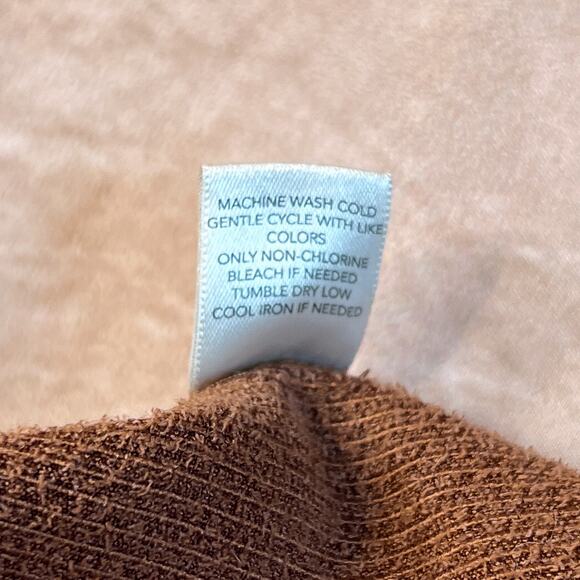 MACHINE WASH COLD
GENTLE CYCLE WITH LIKE
COLORS
ONLY NON-CHLORINE
BLEACH IF NEEDED
TUMBLE DRY LOW
COOL IRON IF NEEDED